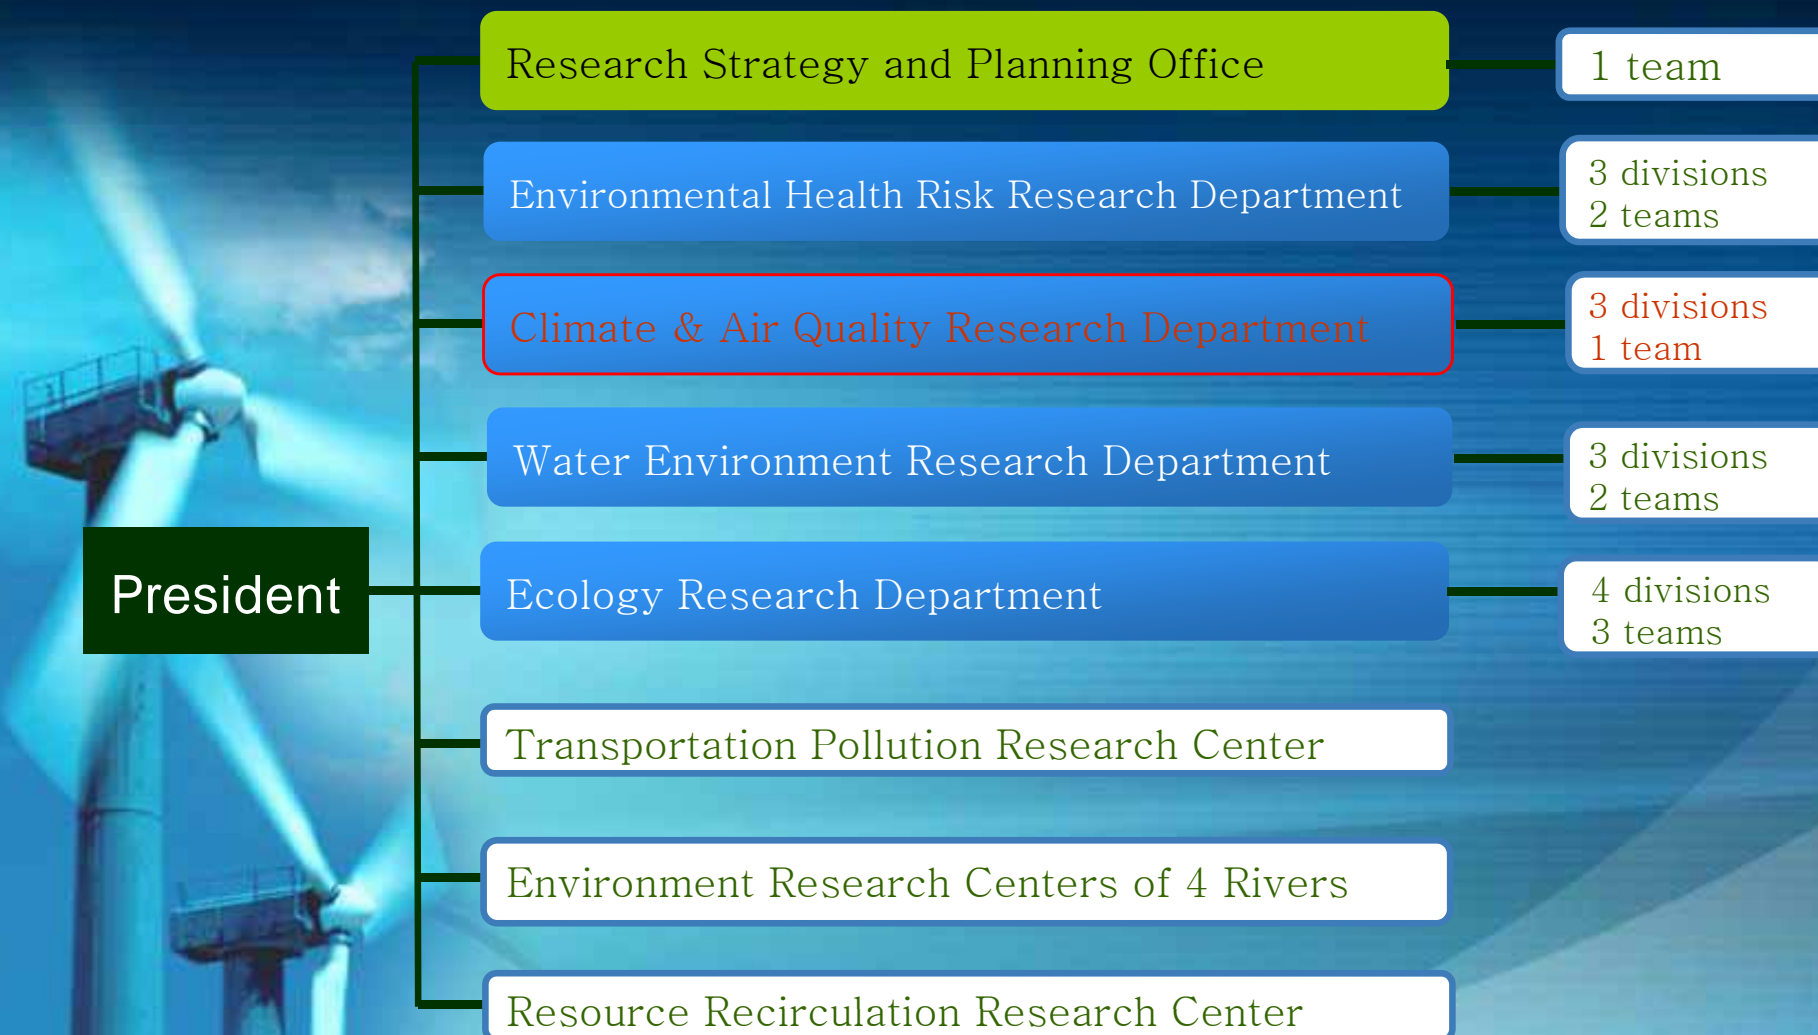 Research Strategy and Planning Office
1 team
Environmental Health Risk Research Department
3 divisions
2 teams
Climate & Air Quality Research Department
3 divisions
1 team
Water Environment Research Department
3 divisions
2 teams
President
Ecology Research Department
4 divisions
3 teams
Transportation Pollution Research Center
Environment Research Centers of 4 Rivers
Resource Recirculation Research Center